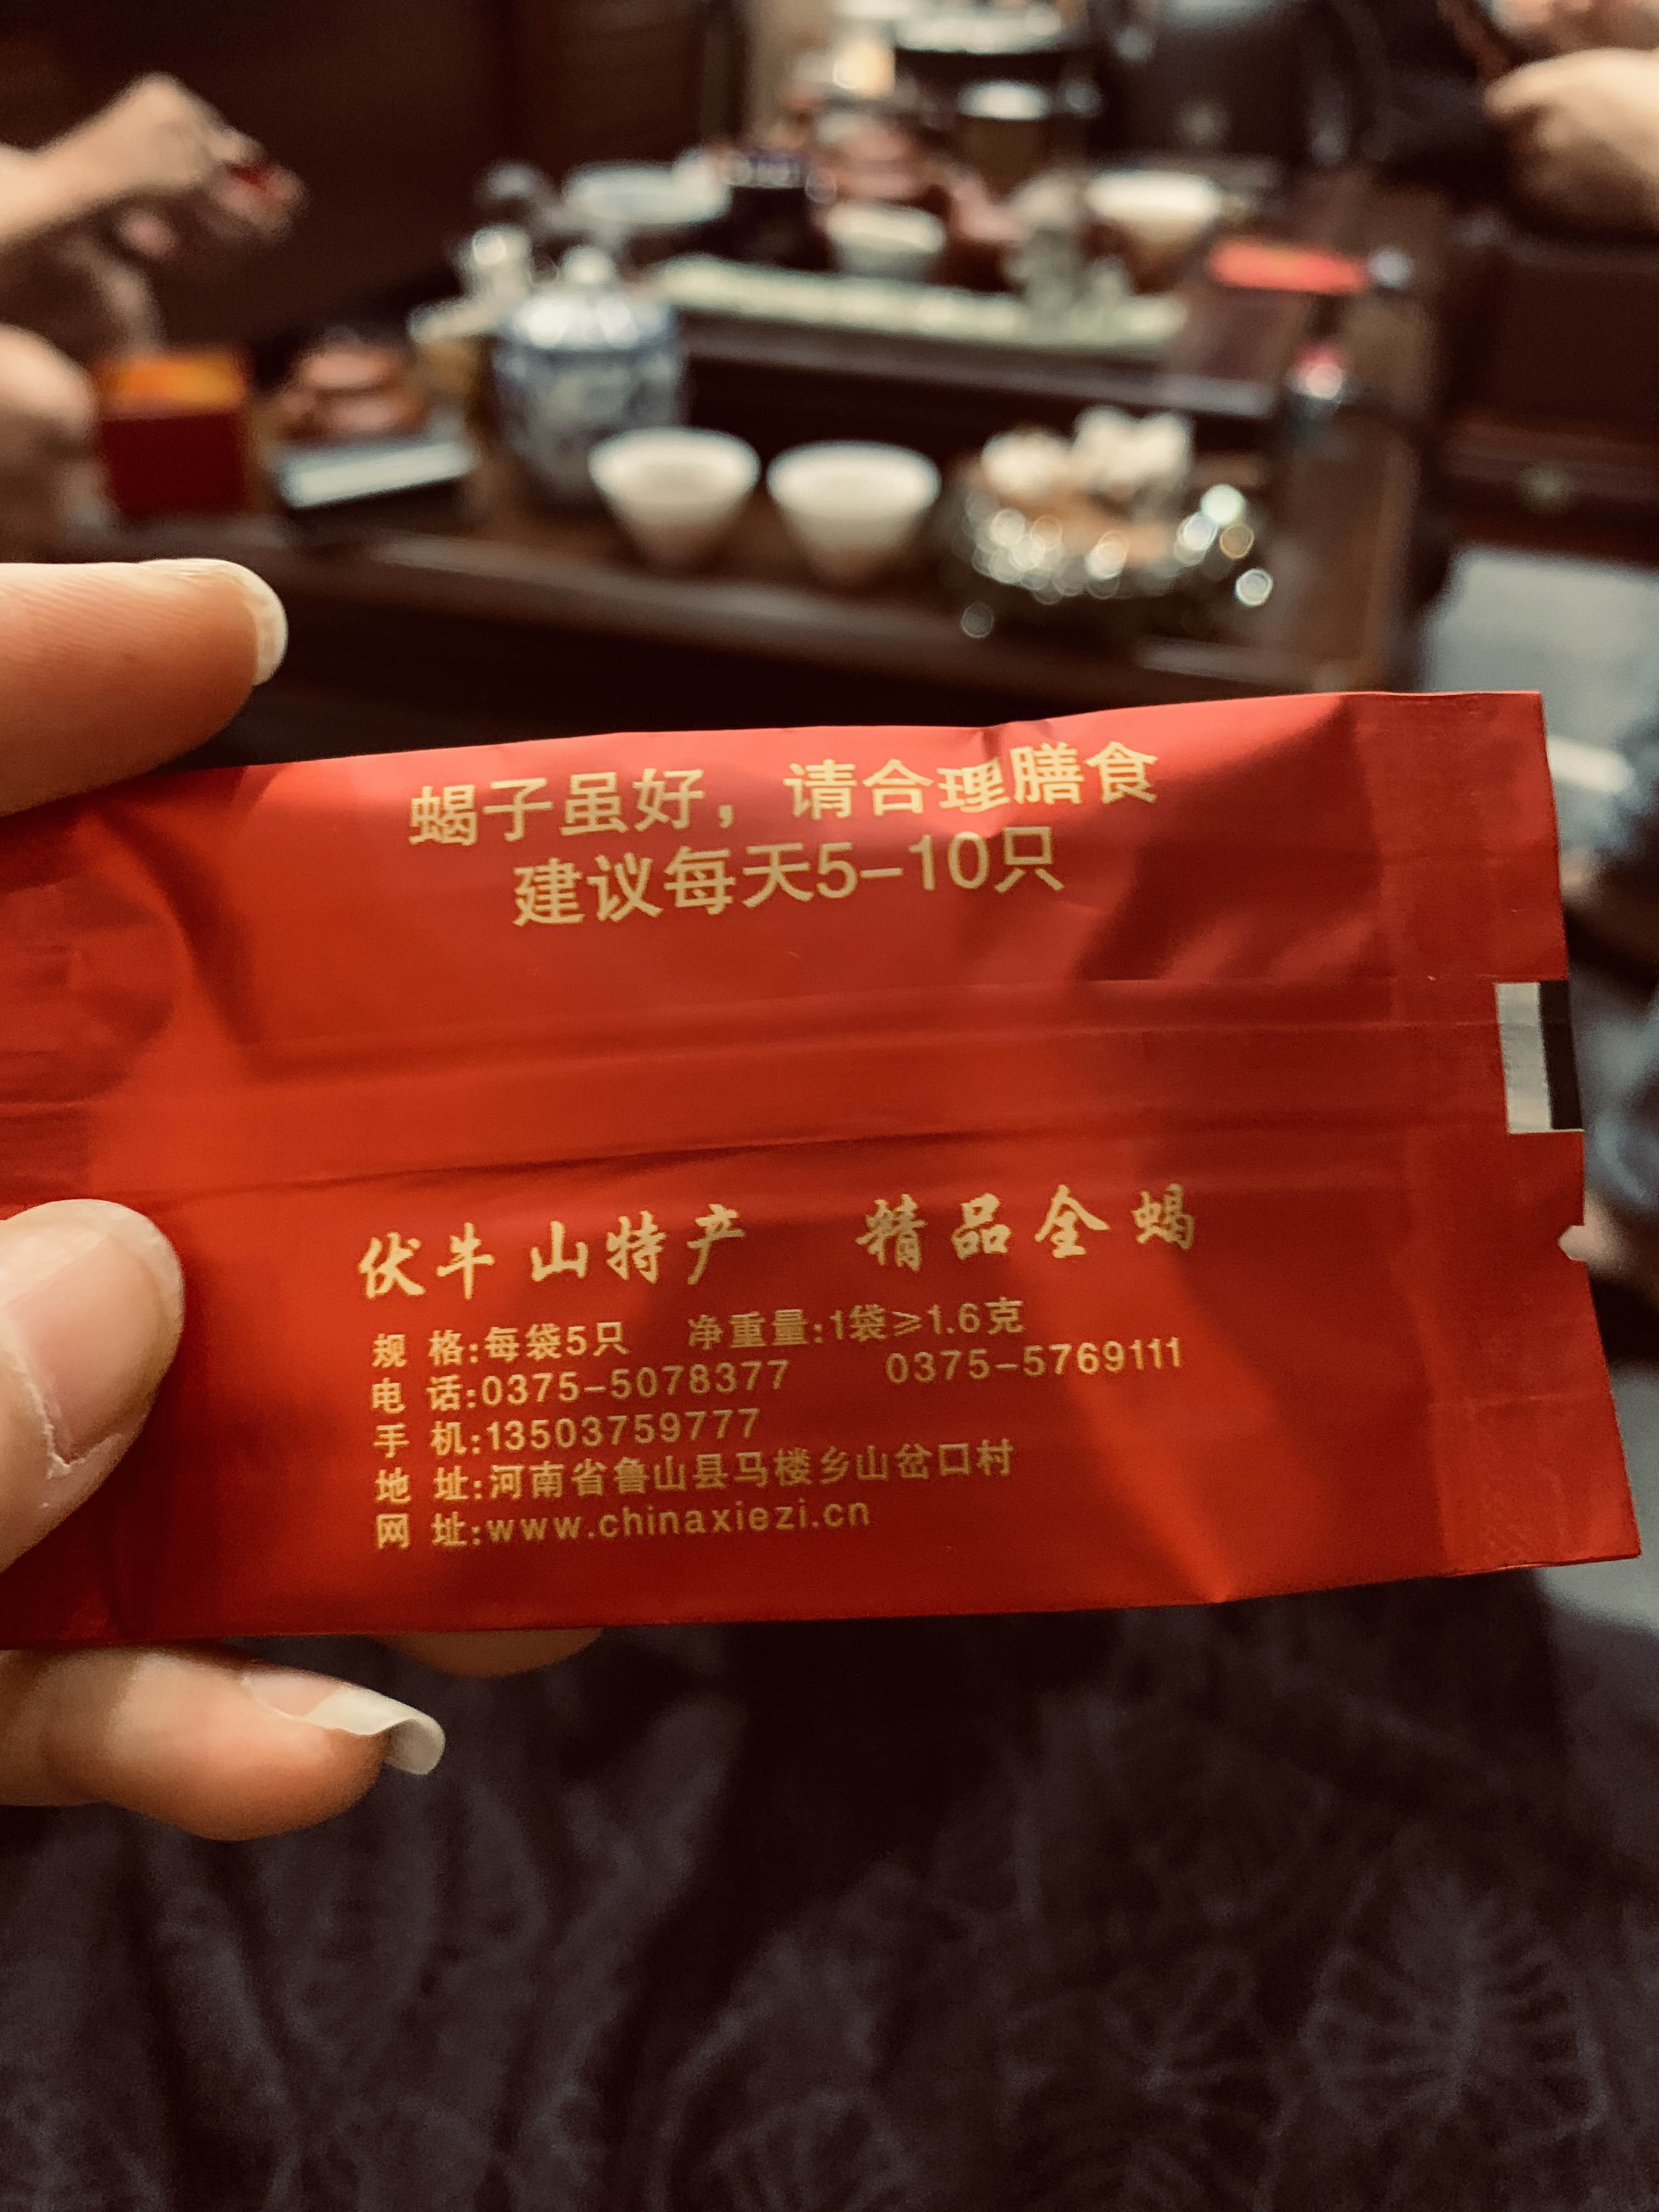 蝎子虽好，请合理膳食
建议每天5-10只
伏牛山特产 精品全蝎
规 格:每袋5只 净重量:1袋≥1.6克
电 话:0375-5078377 0375-5769111
手 机:13503759777
地 址:河南省鲁山县马楼乡山岔口村
网 址:www.chinaxiezi.cn